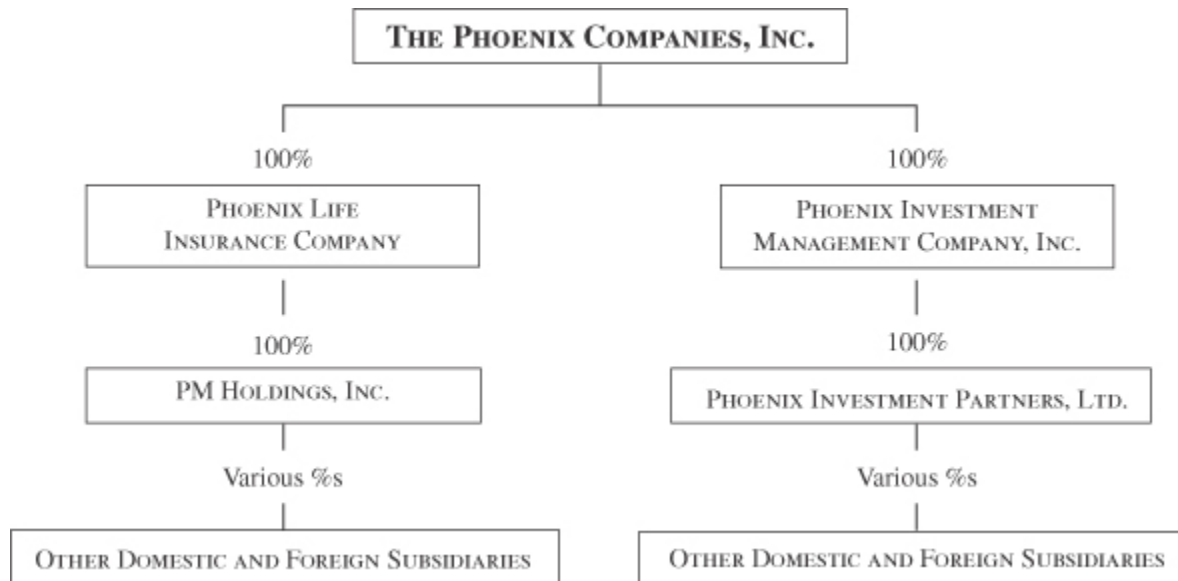 THE PHOENIX COMPANIES, INC.
100%
100%
PHOENIX LIFE
INSURANCE COMPANY
PHOENIX INVESTMENT
MANAGEMENT COMPANY, INC.
100%
100%
PM HOLDINGS, INC.
PHOENIX INVESTMENT PARTNERS, LTD.
Various %s
Various %s
OTHER DOMESTIC AND FOREIGN SUBSIDIARIES
OTHER DOMESTIC AND FOREIGN SUBSIDIARIES